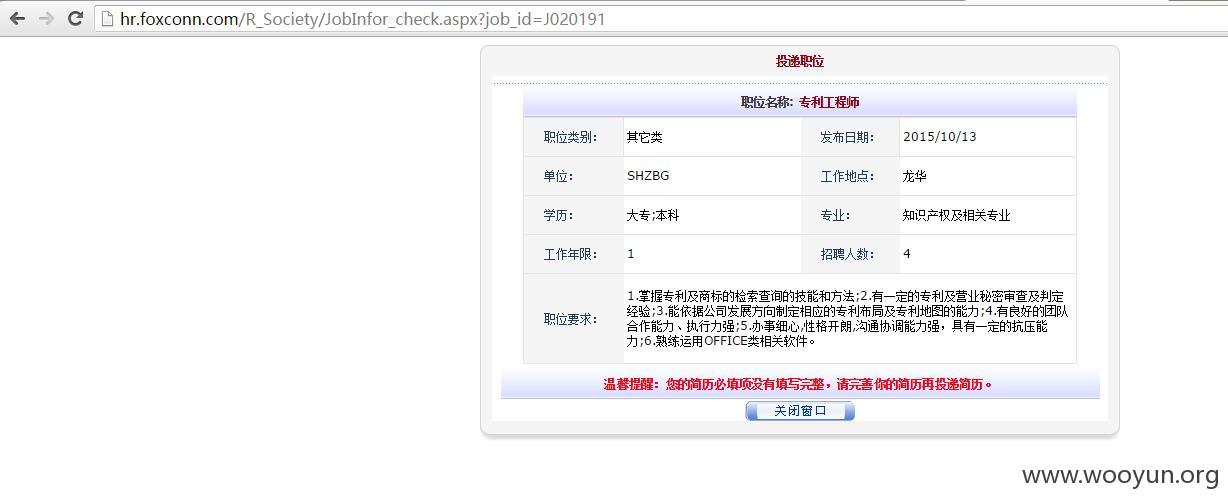 hr.foxconn.com/R_Society/JobInfor_check.aspx?job_id=J020191
投递职位
职位名称: 专利工程师
职位类别: 其它类 发布日期: 2015/10/13
单位: SHZBG 工作地点: 龙华
学历: 大专;本科 专业: 知识产权及相关专业
工作年限: 1 招聘人数: 4
职位要求:
1.掌握专利及商标的检索查询的技能和方法;2.有一定的专利及营业秘密审查及判定
经验;3.能依据公司发展方向制定相应的专利布局及专利地图的能力;4.有良好的团队
合作能力、执行力强;5.办事细心,性格开朗,沟通协调能力强，具有一定的抗压能
力;6.熟练运用OFFICE类相关软件。
温馨提醒: 您的简历必填项没有填写完整，请完善你的简历再投递简历。
关闭窗口
www.wooyun.org